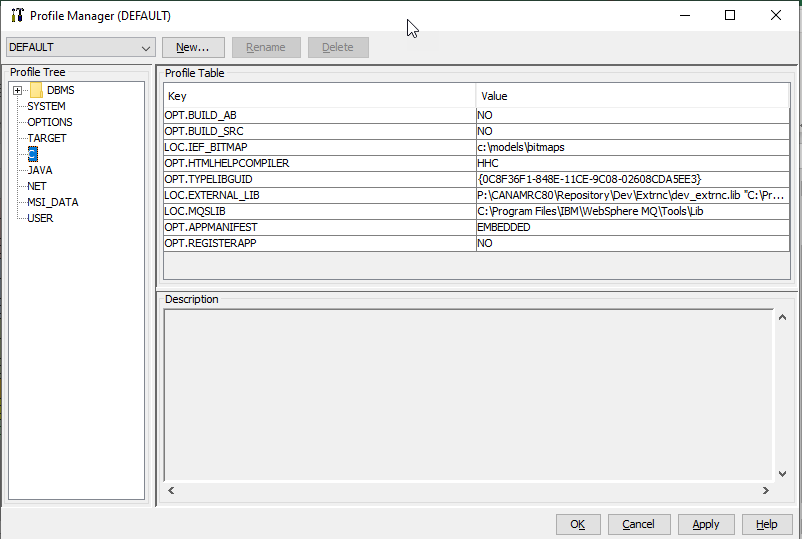 Profile Manager (DEFAULT)
DEFAULT
New...
Rename
Delete
Profile Tree
DBMS
SYSTEM
OPTIONS
TARGET
C
JAVA
NET
MSI_DATA
USER
Profile Table
Key Value
OPT.BUILD_AB NO
OPT.BUILD_SRC NO
LOC.IEF_BITMAP c:\models\bitmaps
OPT.HTMLHELPCOMPILER HHC
OPT.TYPELIBGUID {0C8F36F1-848E-11CE-9C08-02608CDA5EE3}
LOC.EXTERNAL_LIB P:\CANAMRC80\Repository\Dev\Extrnc\dev_extrnc.lib "C:\Pr...
LOC.MQSLIB C:\Program Files\IBM\WebSphere MQ\Tools\Lib
OPT.APPMANIFEST EMBEDDED
OPT.REGISTERAPP NO
Description
OK
Cancel
Apply
Help